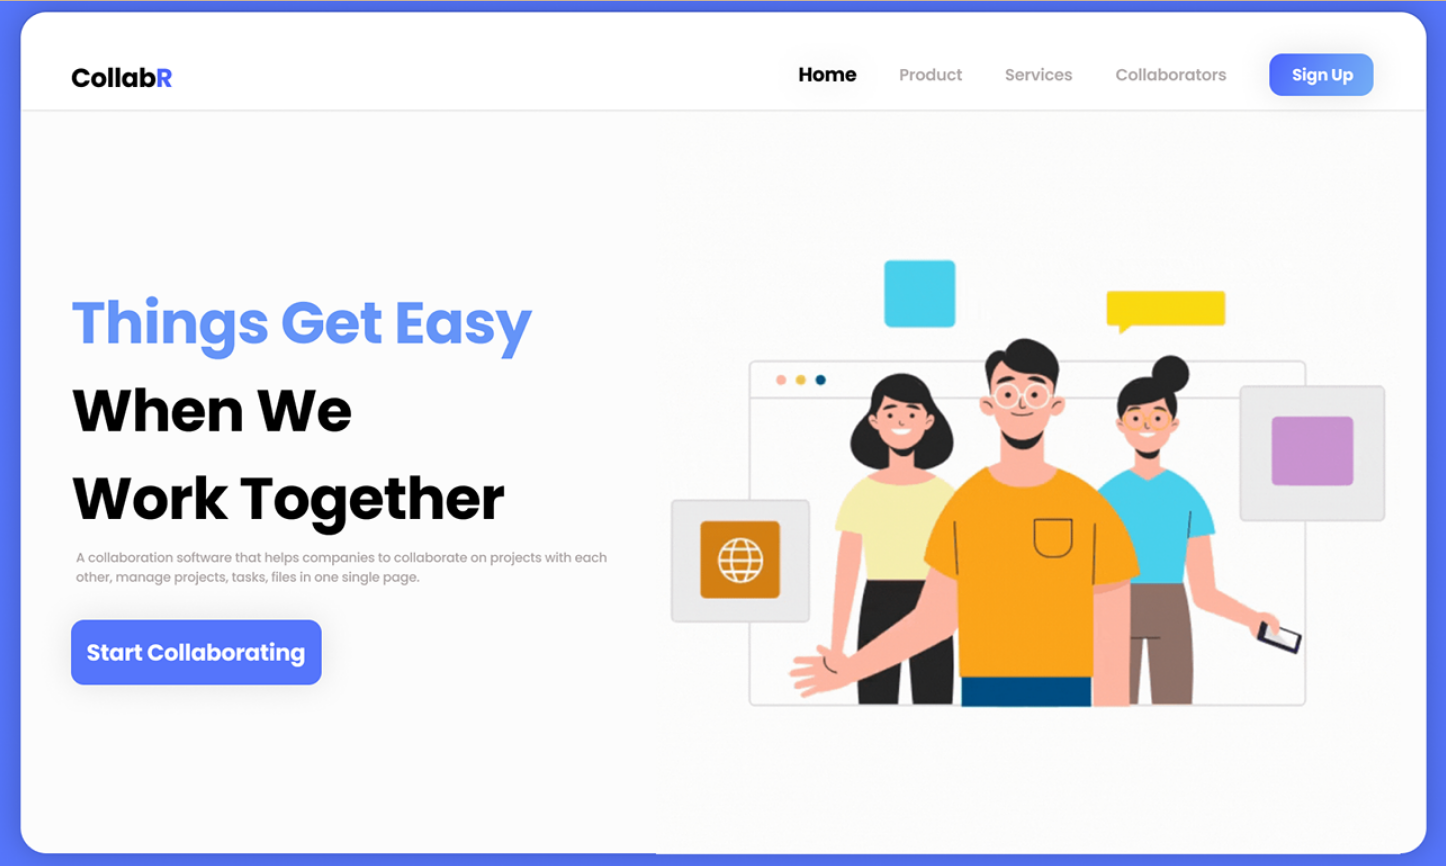 CollabR
Home
Product
Services
Collaborators
Sign Up
Things Get Easy
When We
Work Together
A collaboration software that helps companies to collaborate on projects with each
other, manage projects, tasks, files in one single page.
Start Collaborating